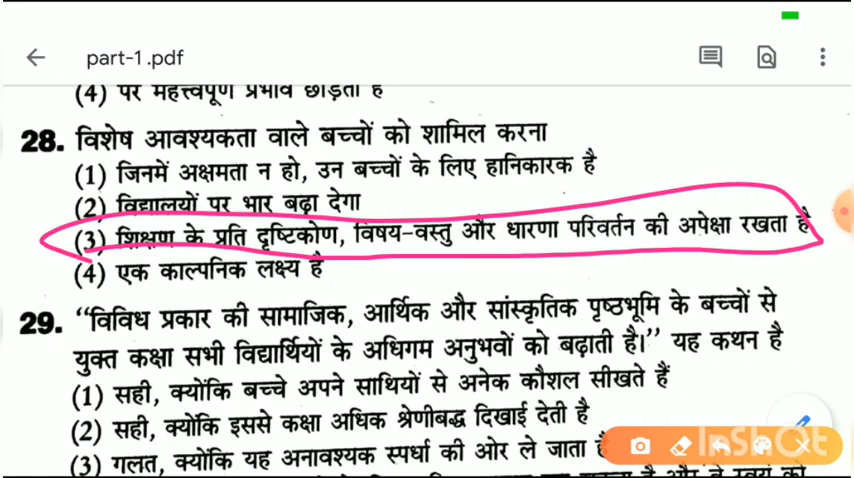 part-1.pdf
(4) पर महत्त्वपूर्ण प्रभाव छोड़ता है
28. विशेष आवश्यकता वाले बच्चों को शामिल करना
(1) जिनमें अक्षमता न हो, उन बच्चों के लिए हानिकारक है
(2) विद्यालयों पर भार बढ़ा देगा
(3) शिक्षण के प्रति दृष्टिकोण, विषय-वस्तु और धारणा परिवर्तन की अपेक्षा रखता है
(4) एक काल्पनिक लक्ष्य है
29. “विविध प्रकार की सामाजिक, आर्थिक और सांस्कृतिक पृष्ठभूमि के बच्चों से
युक्त कक्षा सभी विद्यार्थियों के अधिगम अनुभवों को बढ़ाती है।” यह कथन है
(1) सही, क्योंकि बच्चे अपने साथियों से अनेक कौशल सीखते हैं
(2) सही, क्योंकि इससे कक्षा अधिक श्रेणीबद्ध दिखाई देती है
(3) गलत, क्योंकि यह अनावश्यक स्पर्धा की ओर ले जाता है
InShOt